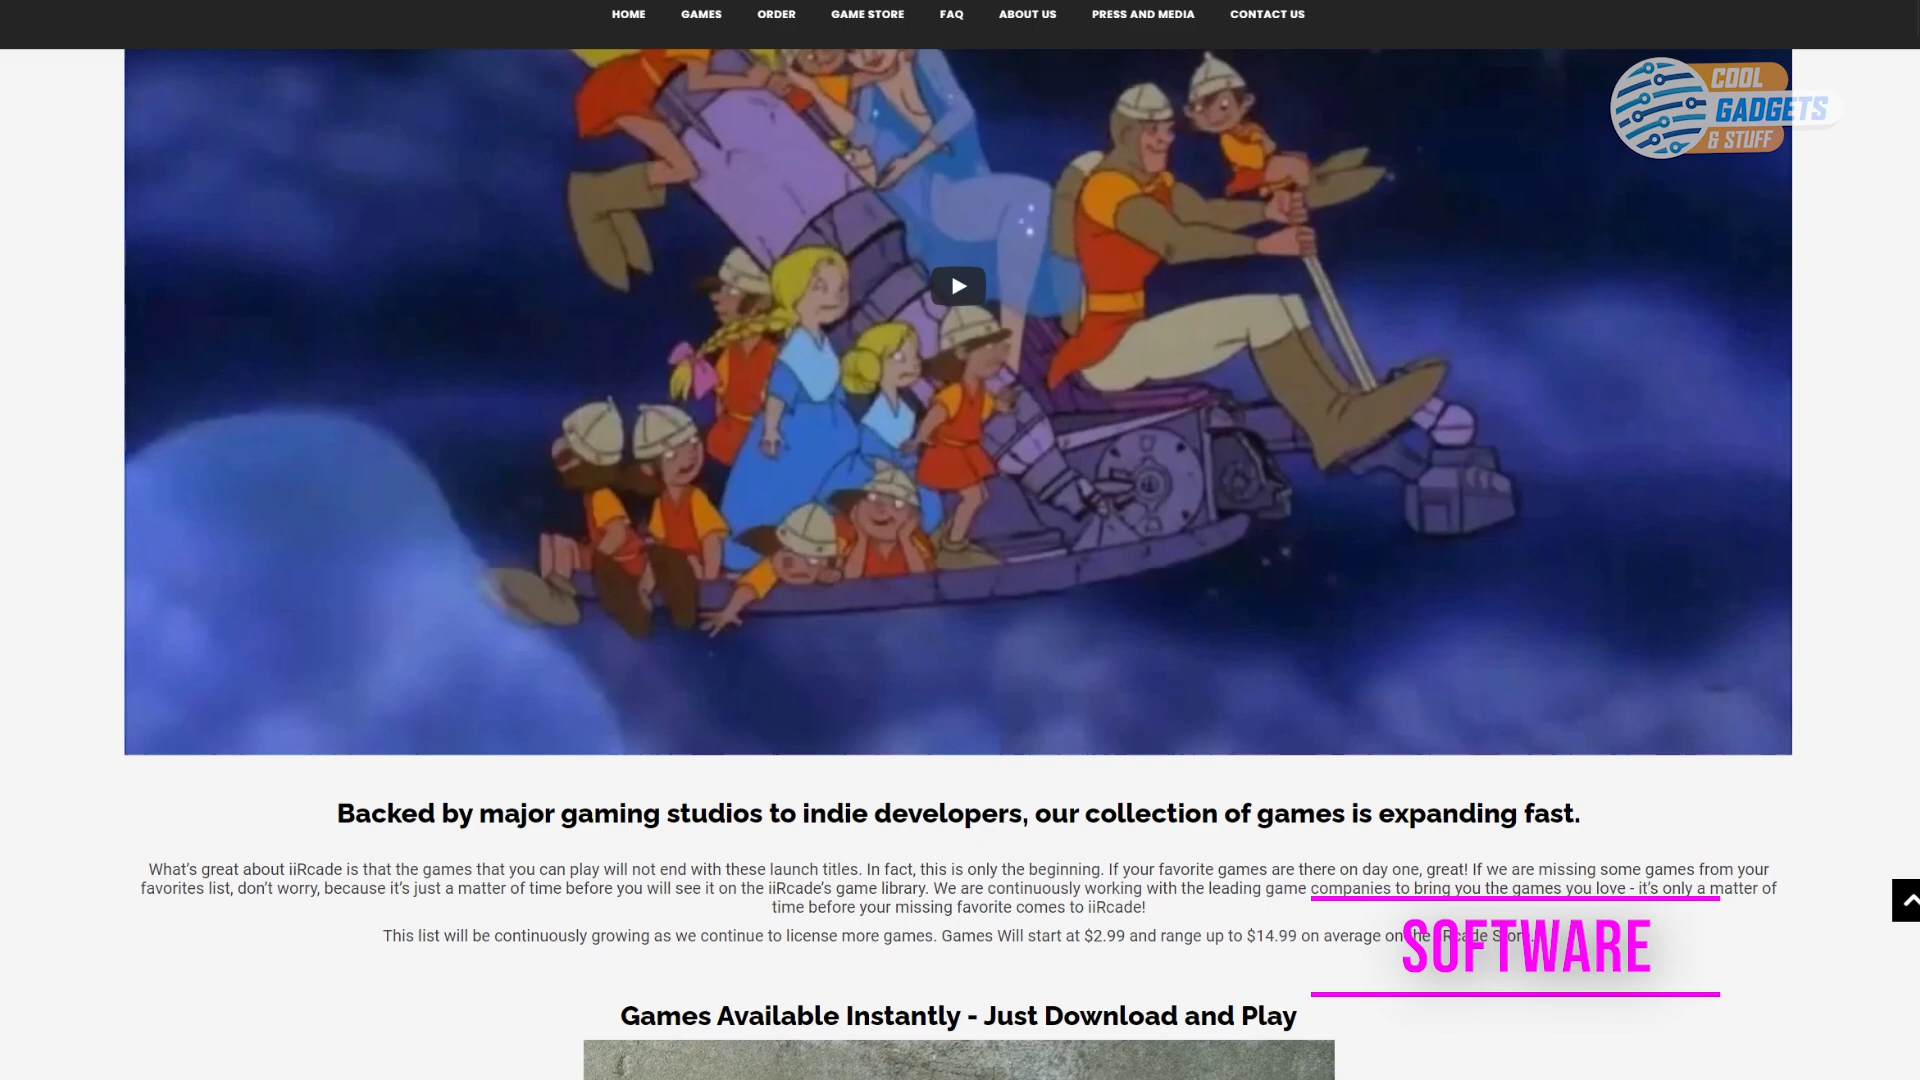 HOME GAMES ORDER GAME STORE FAQ ABOUT US PRESS AND MEDIA CONTACT US
COOL
GADGETS
& STUFF
Backed by major gaming studios to indie developers, our collection of games is expanding fast.
What’s great about iiRcade is that the games that you can play will not end with these launch titles. In fact, this is only the beginning. If your favorite games are there on day one, great! If we are missing some games from your
favorites list, don’t worry, because it’s just a matter of time before you will see it on the iiRcade’s game library. We are continuously working with the leading game companies to bring you the games you love - it’s only a matter of
time before your missing favorite comes to iiRcade!
This list will be continuously growing as we continue to license more games. Games Will start at $2.99 and range up to $14.99 on average on the
SOFTWARE
Games Available Instantly - Just Download and Play